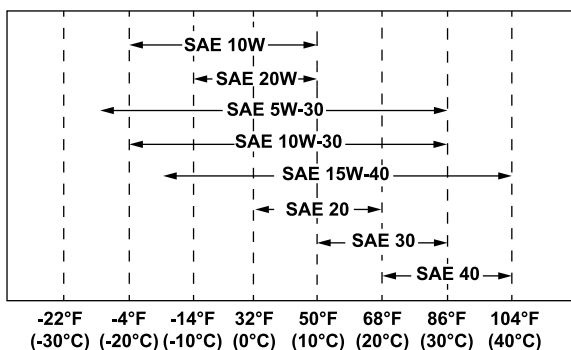 SAE 10W
SAE 20W
SAE 5W-30
SAE 10W-30
SAE 15W-40
SAE 20
SAE 30
SAE 40
-22°F -4°F -14°F 32°F 50°F 68°F 86°F 104°F
(-30°C) (-20°C) (-10°C) (0°C) (10°C) (20°C) (30°C) (40°C)